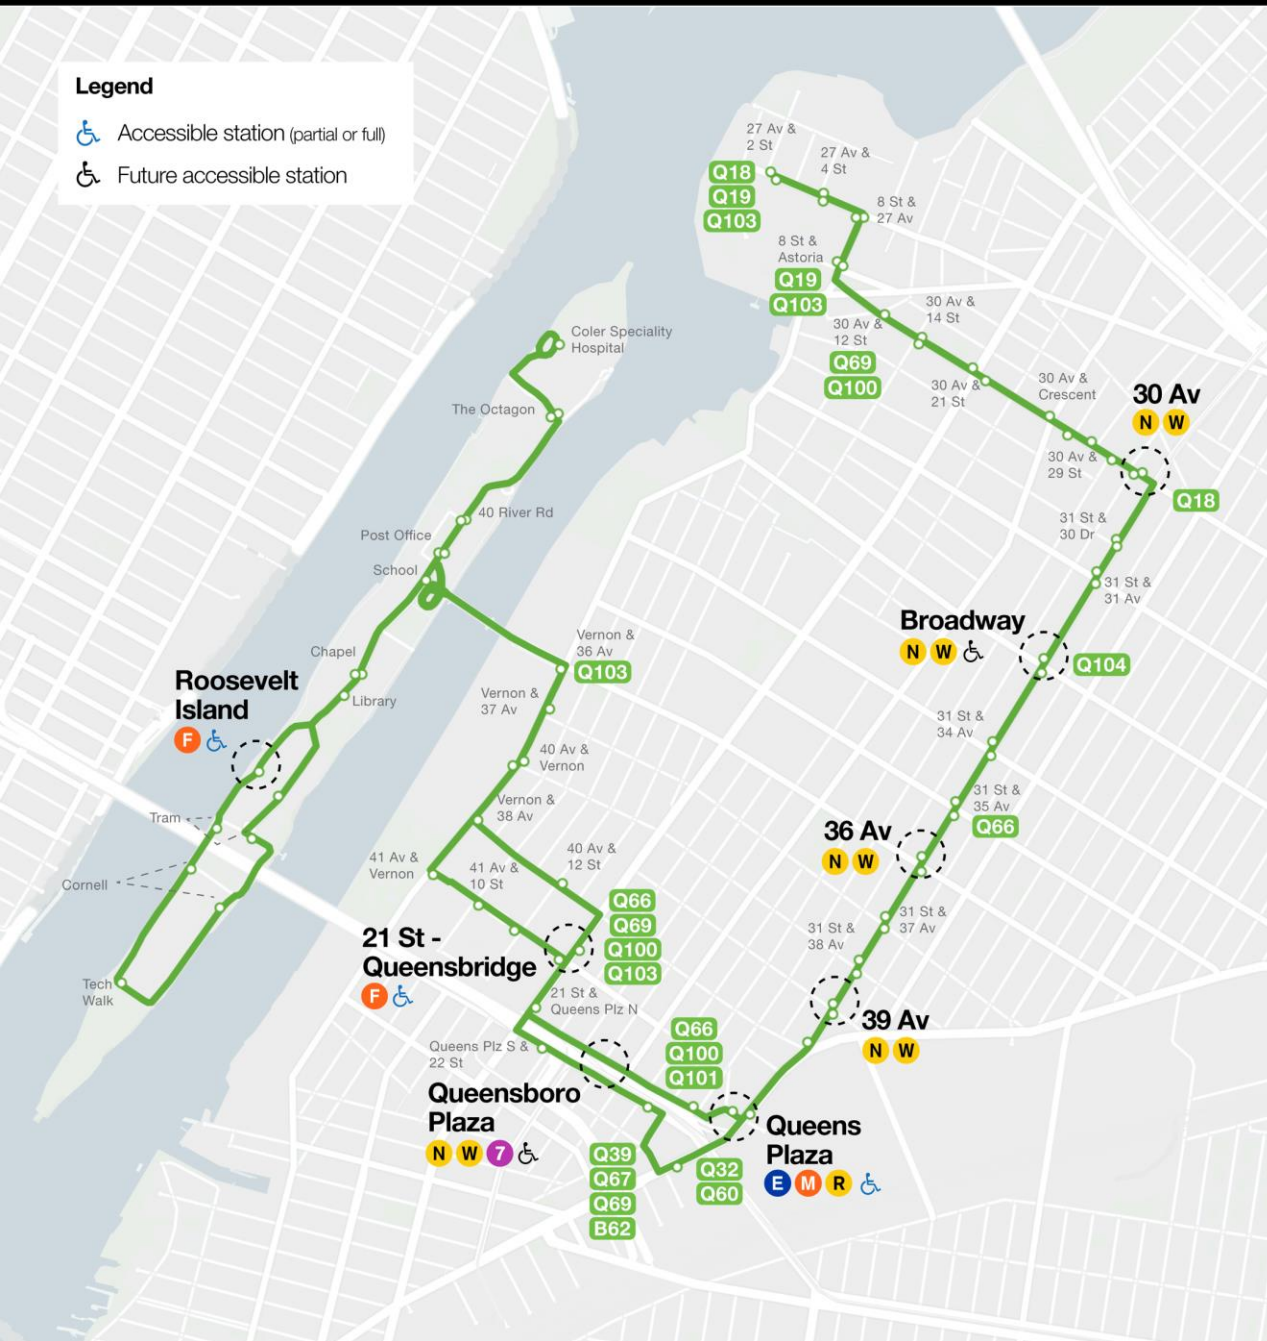 Legend
Accessible station (partial or full)
Future accessible station
27 Av &
2 St
27 Av &
4 St
Q18
Q19
Q103
8 St &
27 Av
8 St &
Astoria
Q19
Q103
30 Av &
14 St
30 Av &
12 St
Q69
Q100
30 Av &
21 St
30 Av &
Crescent
30 Av
N W
30 Av &
29 St
Q18
31 St &
30 Dr
31 St &
31 Av
Broadway
N W
Q104
31 St &
34 Av
31 St &
35 Av
Q66
36 Av
N W
31 St &
37 Av
31 St &
38 Av
39 Av
N W
Coler Speciality
Hospital
The Octagon
40 River Rd
Post Office
School
Chapel
Library
Roosevelt
Island
F
Tram
Cornell
Tech
Walk
Vernon &
36 Av
Q103
Vernon &
37 Av
40 Av &
Vernon
Vernon &
38 Av
40 Av &
12 St
41 Av &
Vernon
41 Av &
10 St
Q66
Q69
Q100
Q103
21 St -
Queensbridge
F
21 St &
Queens Plz N
Queens Plz S &
22 St
Q66
Q100
Q101
Queensboro
Plaza
N W 7
Q39
Q67
Q69
B62
Q32
Q60
Queens
Plaza
E M R